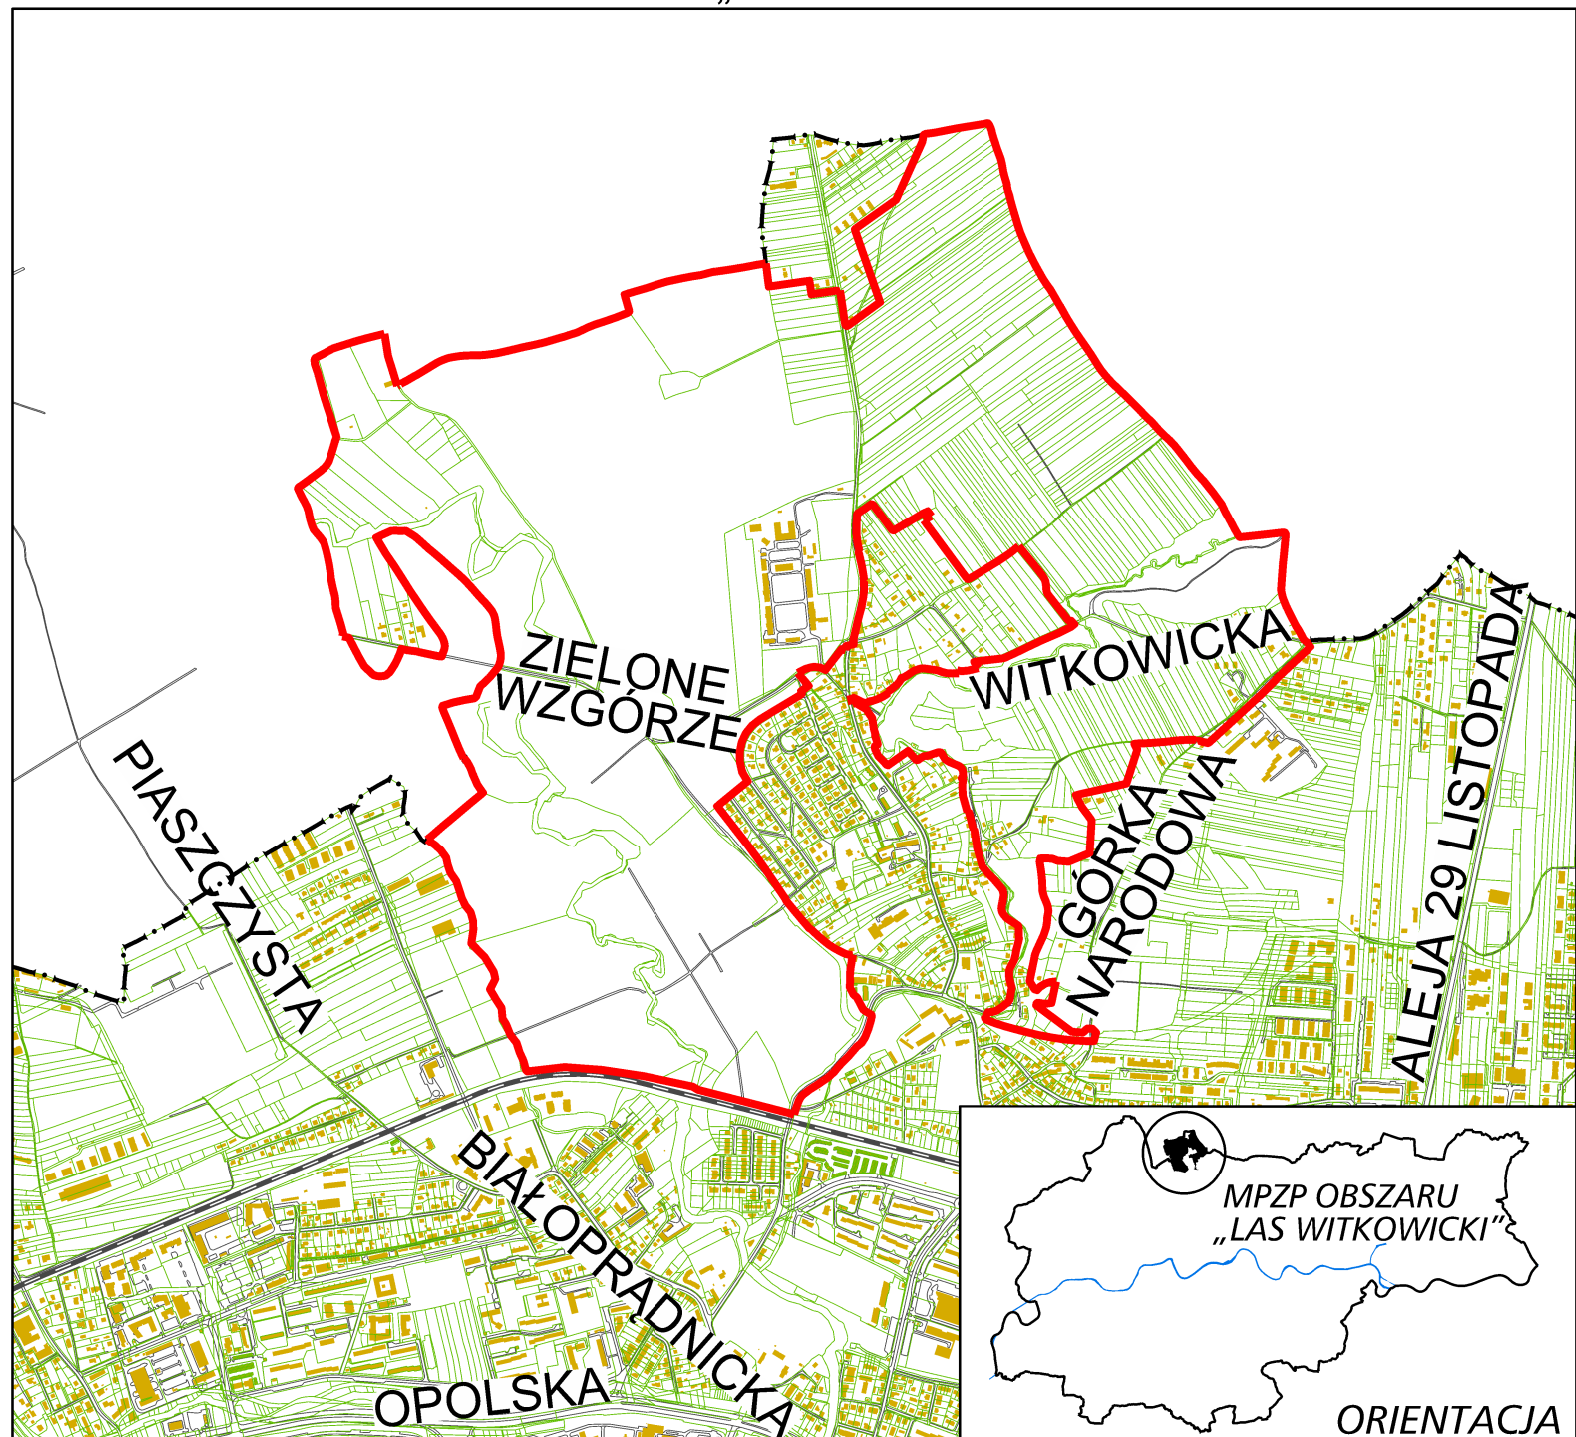 „
ZIELONE
WZGÓRZE
WITKOWICKA
PIASZCZYSTA
GÓRKA
NARODOWA
ALEJA 29 LISTOPADA
BIAŁOPRĄDNICKA
OPOLSKA
MPZP OBSZARU
„LAS WITKOWICKI”
ORIENTACJA